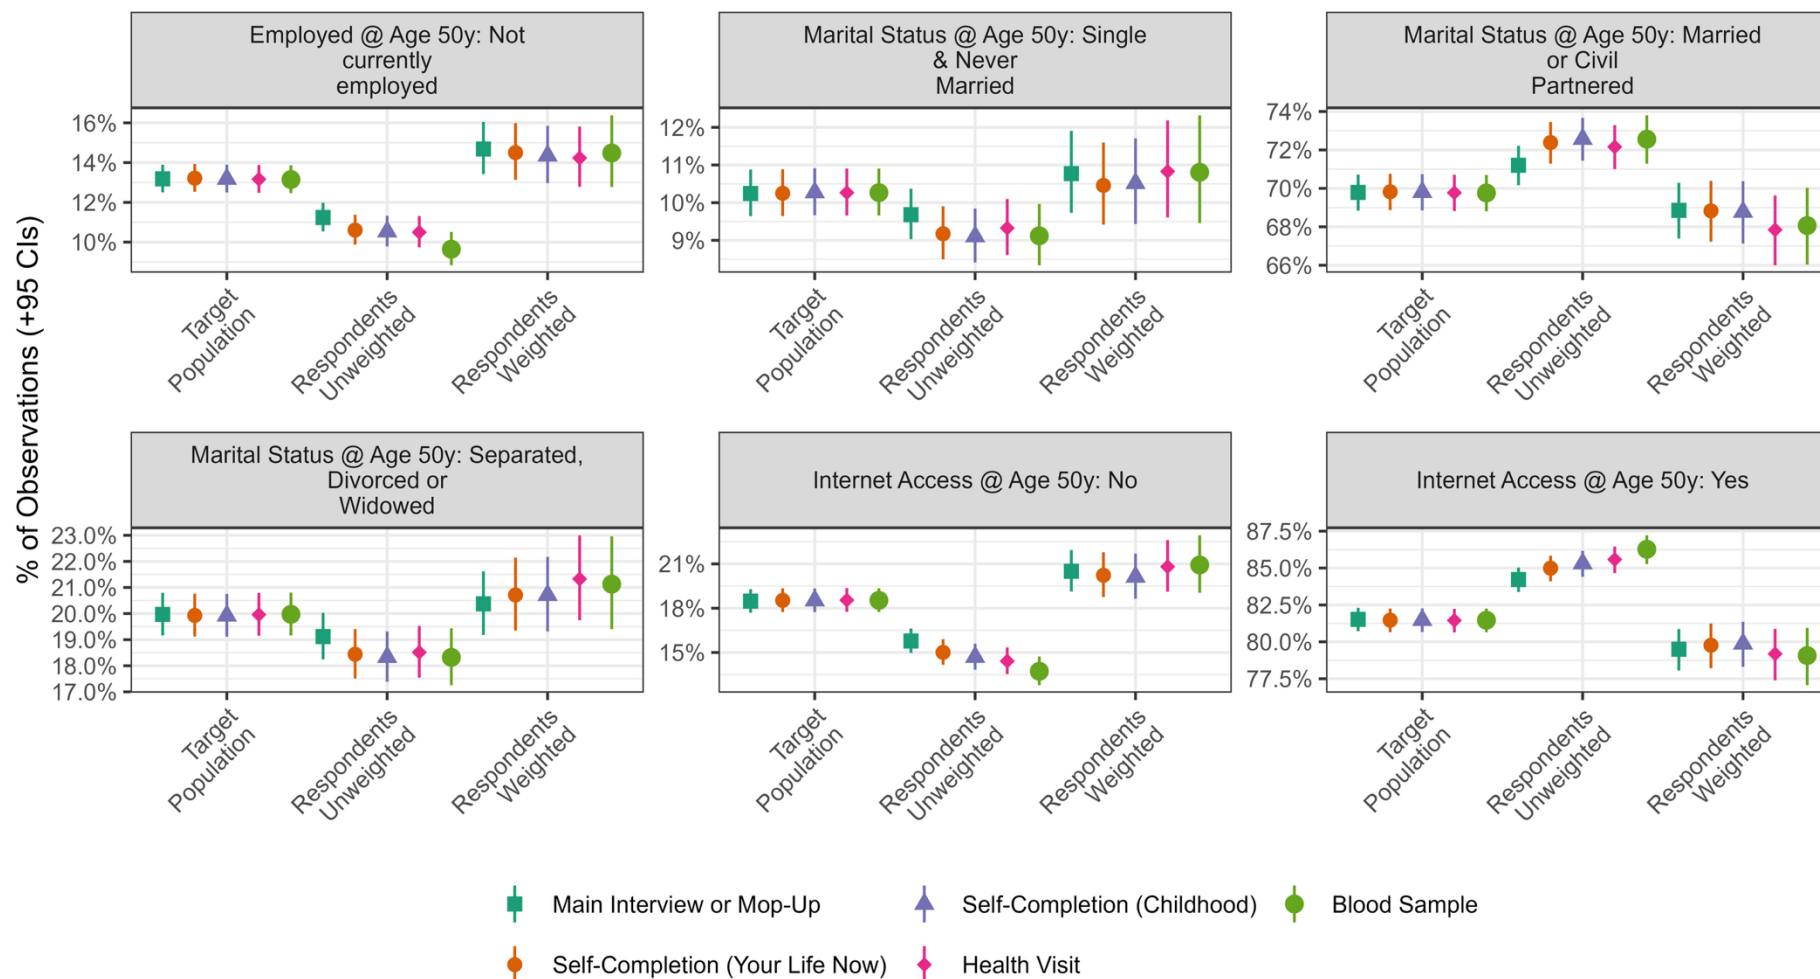 Employed @ Age 50y: Not
currently
employed
Marital Status @ Age 50y: Single
& Never
Married
Marital Status @ Age 50y: Married
or Civil
Partnered
16%
14%
12%
10%
12%
11%
10%
9%
74%
72%
70%
68%
66%
Target
Population
Respondents
Unweighted
Respondents
Weighted
Target
Population
Respondents
Unweighted
Respondents
Weighted
Target
Population
Respondents
Unweighted
Respondents
Weighted
% of Observations (+95 CIs)
Marital Status @ Age 50y: Separated,
Divorced or
Widowed
Internet Access @ Age 50y: No
Internet Access @ Age 50y: Yes
23.0%
22.0%
21.0%
20.0%
19.0%
18.0%
17.0%
21%
18%
15%
87.5%
85.0%
82.5%
80.0%
77.5%
Target
Population
Respondents
Unweighted
Respondents
Weighted
Target
Population
Respondents
Unweighted
Respondents
Weighted
Target
Population
Respondents
Unweighted
Respondents
Weighted
Main Interview or Mop-Up
Self-Completion (Childhood)
Blood Sample
Self-Completion (Your Life Now)
Health Visit